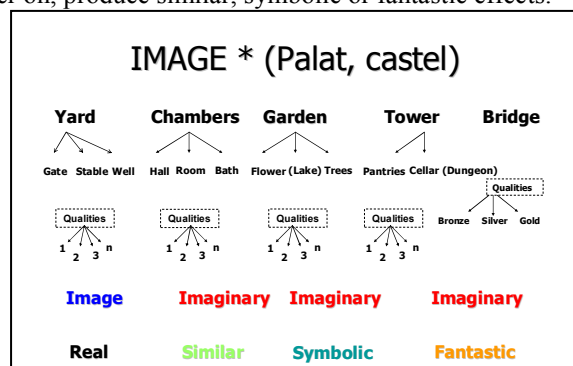 er on, produce similar, symbolic or fantastic effects.
IMAGE * (Palat, castel)
Yard Chambers Garden Tower Bridge
Gate Stable Well Hall Room Bath Flower (Lake) Trees Pantries Cellar (Dungeon)
Qualities
Bronze Silver Gold
Qualities Qualities Qualities Qualities
1 2 3 n 1 2 3 n 1 2 3 n 1 2 3 n
Image Imaginary Imaginary Imaginary
Real Similar Symbolic Fantastic